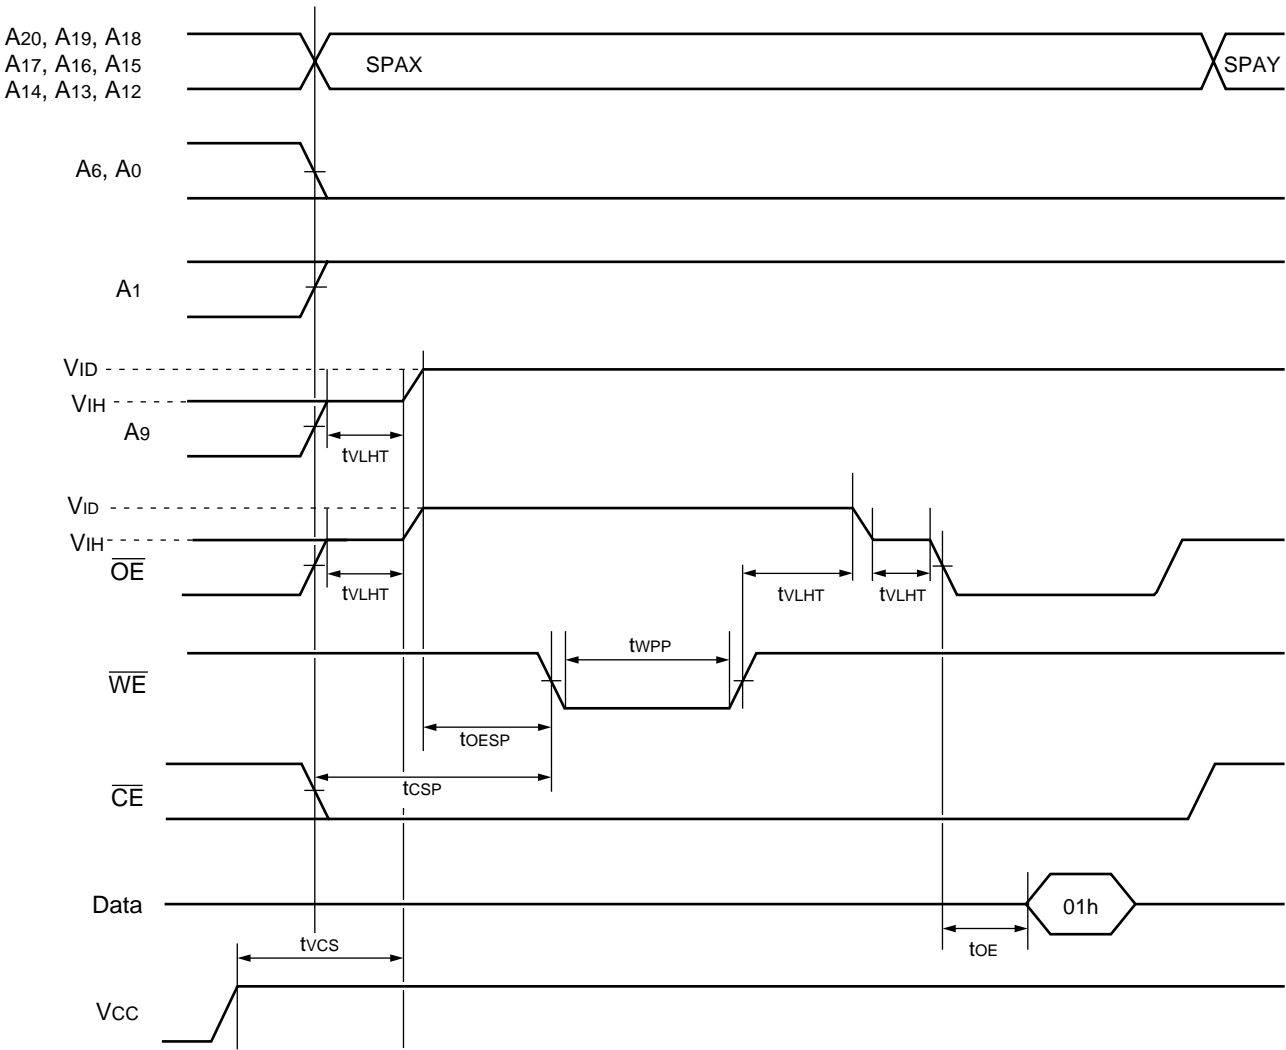 A20, A19, A18
A17, A16, A15
A14, A13, A12
SPAX
SPAY
A6, A0
A1
VID
VIH
A9
tVLHT
VID
VIH
OE
tVLHT
tVLHT
tVLHT
tWPP
WE
tOESP
tCSP
CE
Data
01h
tVCS
tOE
VCC